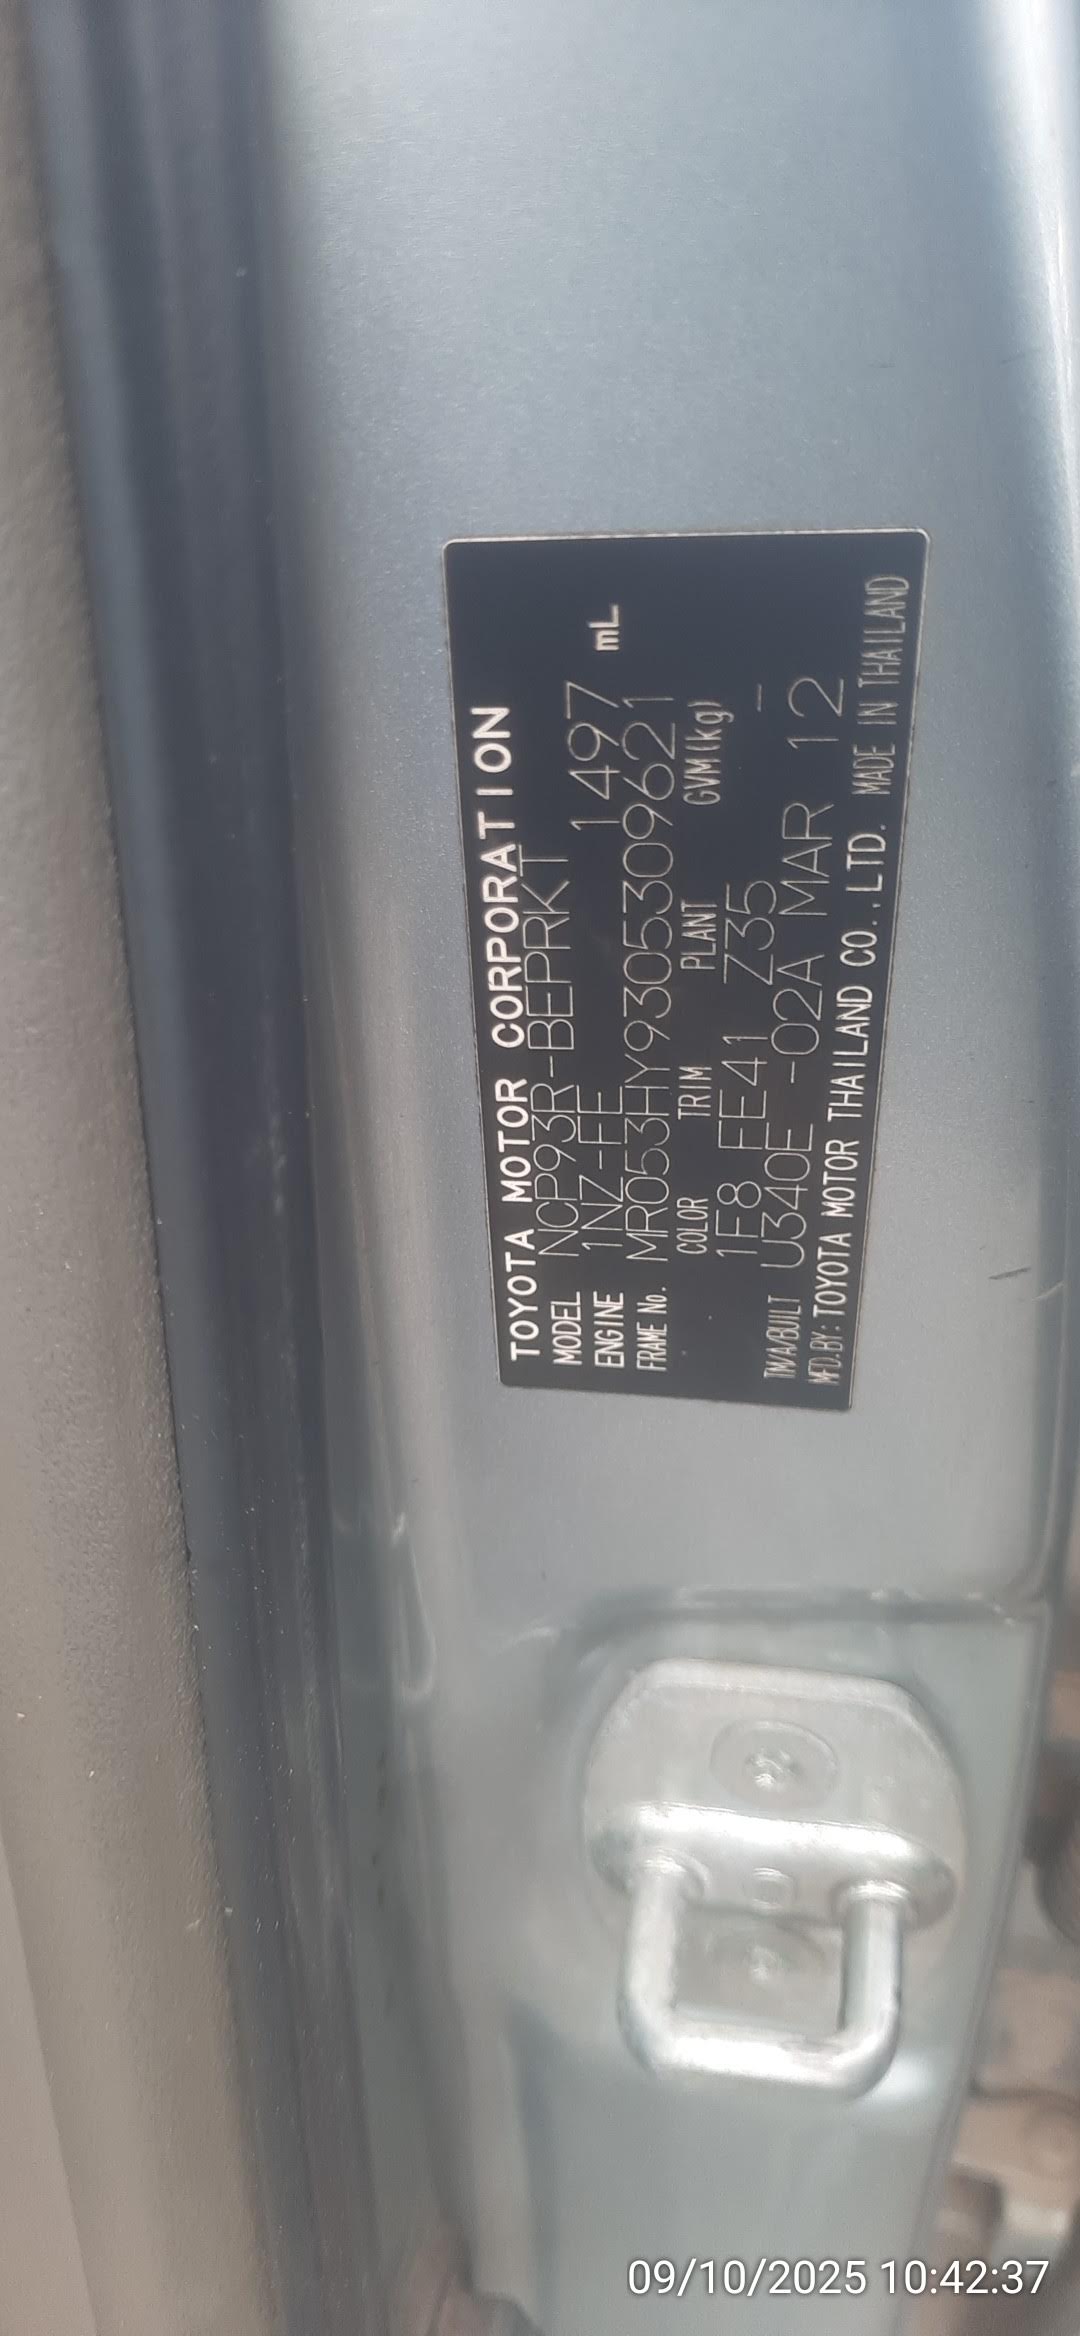 TOYOTA MOTOR CORPORATION
MODEL NCP93R-BEPRKT
ENGINE 1NZ-FE 1497 mL
FRAME No. MR053HY9305309621
COLOR TRIM PLANT GVM(kg)
1F8 FE41 Z35 -
TM/A/BUILT U340E -02A MAR 12
MFD.BY: TOYOTA MOTOR THAILAND CO.,LTD. MADE IN THAILAND
09/10/2025 10:42:37